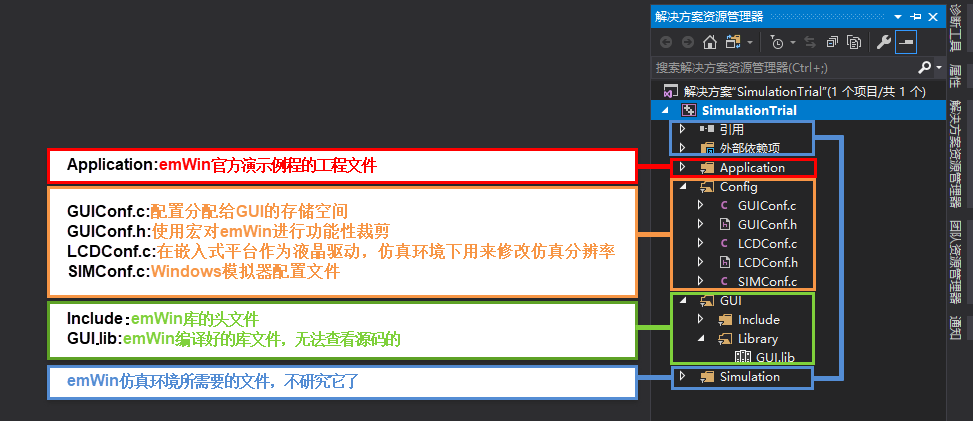 解决方案资源管理器
搜索解决方案资源管理器(Ctrl+;)
解决方案"SimulationTrial"(1 个项目/共 1 个)
SimulationTrial
引用
外部依赖项
Application
Config
GUIConf.c
GUIConf.h
LCDConf.c
LCDConf.h
SIMConf.c
GUI
Include
Library
GUI.lib
Simulation
Application:emWin官方演示例程的工程文件
GUIConf.c:配置分配给GUI的存储空间
GUIConf.h:使用宏对emWin进行功能性裁剪
LCDConf.c:在嵌入式平台作为液晶驱动，仿真环境下用来修改仿真分辨率
SIMConf.c:Windows模拟器配置文件
Include:emWin库的头文件
GUI.lib:emWin编译好的库文件，无法查看源码的
emWin仿真环境所需要的文件，不研究它了
诊断工具
属性
解决方案资源管理器
团队资源管理器
通知